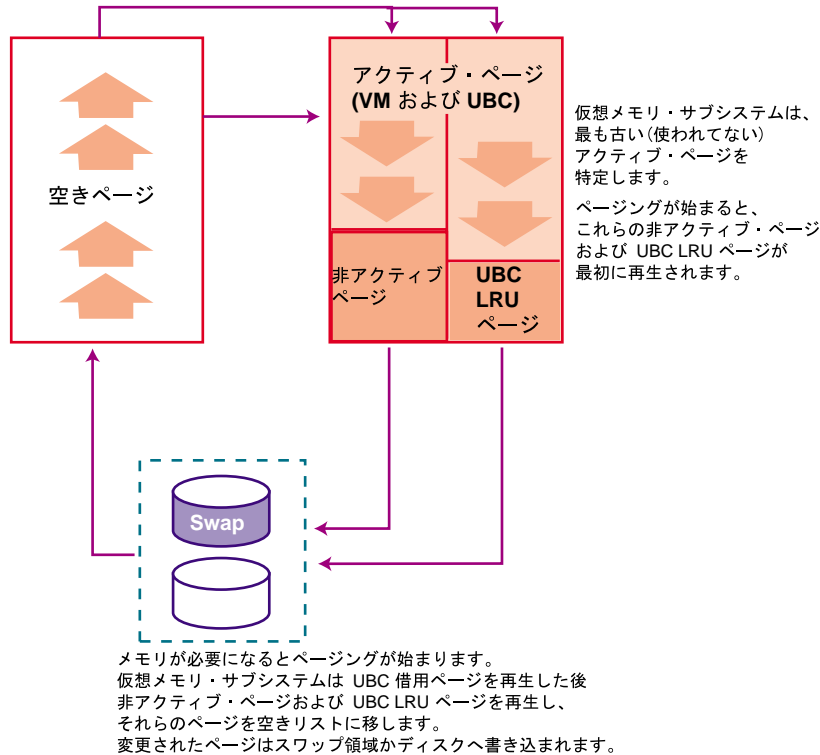 空きページ
アクティブ・ページ
(VM および UBC)
非アクティブ
ページ
UBC
LRU
ページ
仮想メモリ・サブシステムは、
最も古い(使われてない)
アクティブ・ページを
特定します。
ページングが始まると、
これらの非アクティブ・ページ
および UBC LRU ページが
最初に再生されます。
Swap
メモリが必要になるとページングが始まります。
仮想メモリ・サブシステムは UBC 借用ページを再生した後
非アクティブ・ページおよび UBC LRU ページを再生し、
それらのページを空きリストに移します。
変更されたページはスワップ領域かディスクへ書き込まれます。